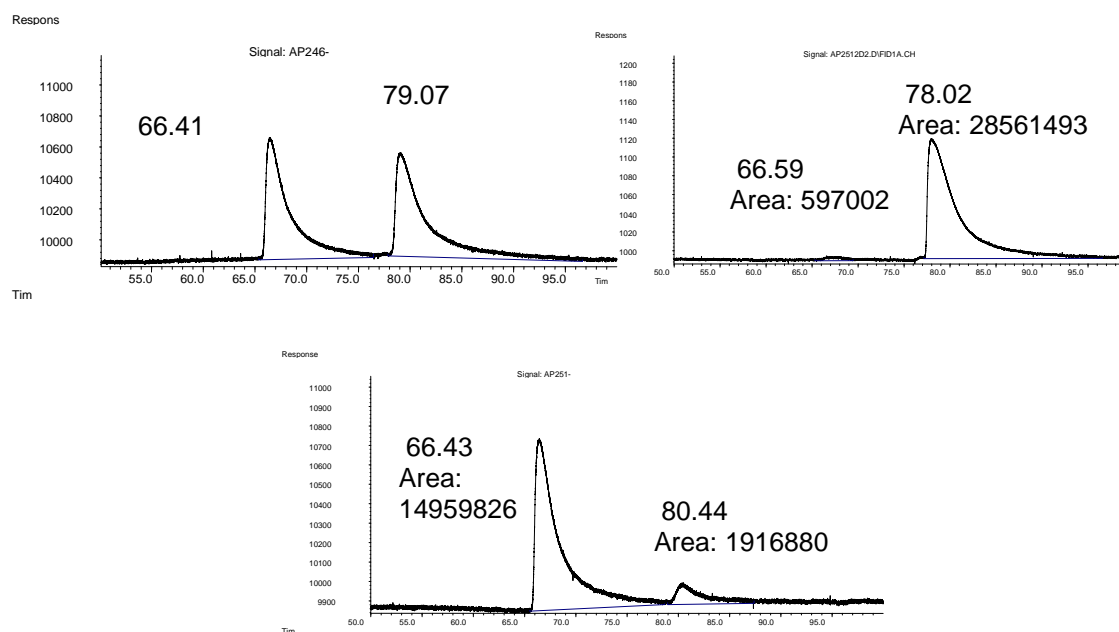 Respons
Signal: AP246-
11000
10800
10600
10400
10200
10000
66.41
79.07
55.0 60.0 65.0 70.0 75.0 80.0 85.0 90.0 95.0
Tim
Tim
Respons
Signal: AP2512D2.D\FID1A.CH
1200
1180
1160
1140
1120
1100
1080
1060
1040
1020
1000
78.02
Area: 28561493
66.59
Area: 597002
50.0 55.0 60.0 65.0 70.0 75.0 80.0 85.0 90.0 95.0
Response
Signal: AP251-
11000
10900
10800
10700
10600
10500
10400
10300
10200
10100
10000
9900
66.43
Area:
14959826
80.44
Area: 1916880
50.0 55.0 60.0 65.0 70.0 75.0 80.0 85.0 90.0 95.0
Tim